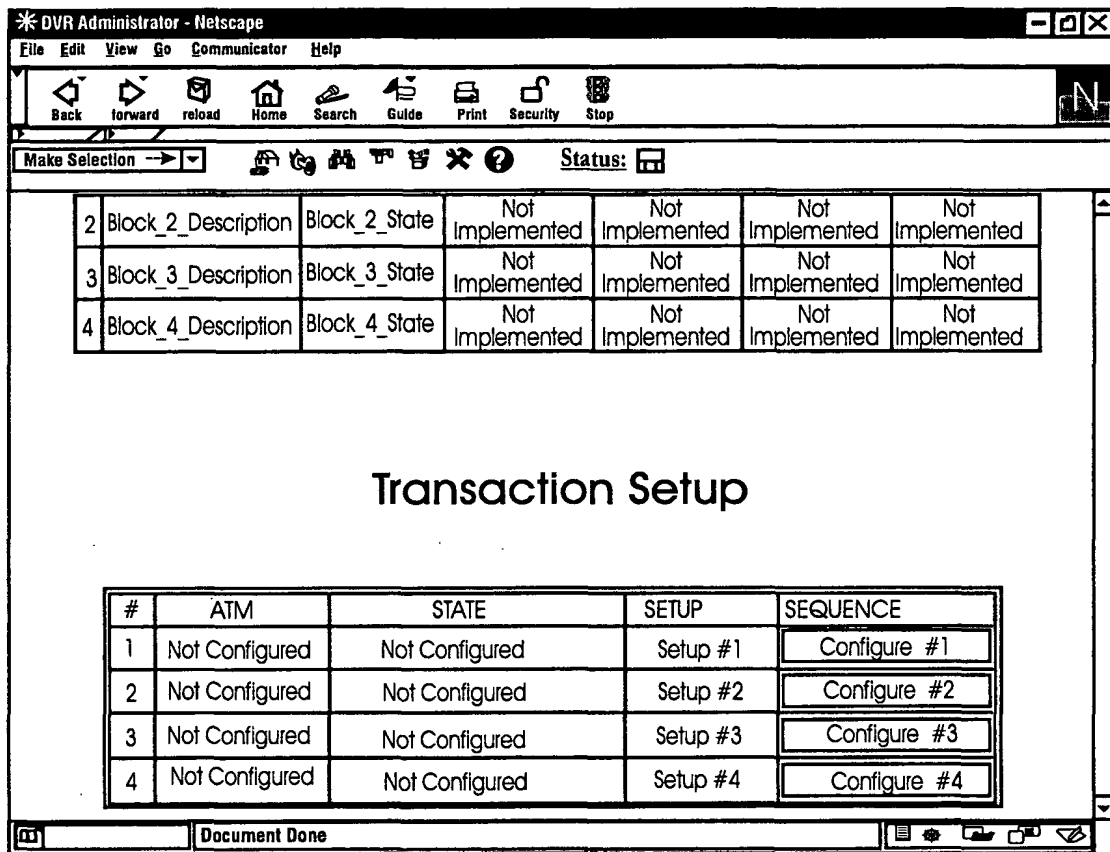 DVR Administrator - Netscape
File Edit View Go Communicator Help
Back forward reload Home Search Guide Print Security Stop
N
Make Selection --> Status:
2 Block_2_Description Block_2_State Not Implemented Not Implemented Not Implemented Not Implemented
3 Block_3_Description Block_3_State Not Implemented Not Implemented Not Implemented Not Implemented
4 Block_4_Description Block_4_State Not Implemented Not Implemented Not Implemented Not Implemented
Transaction Setup
# ATM STATE SETUP SEQUENCE
1 Not Configured Not Configured Setup #1 Configure #1
2 Not Configured Not Configured Setup #2 Configure #2
3 Not Configured Not Configured Setup #3 Configure #3
4 Not Configured Not Configured Setup #4 Configure #4
Document Done